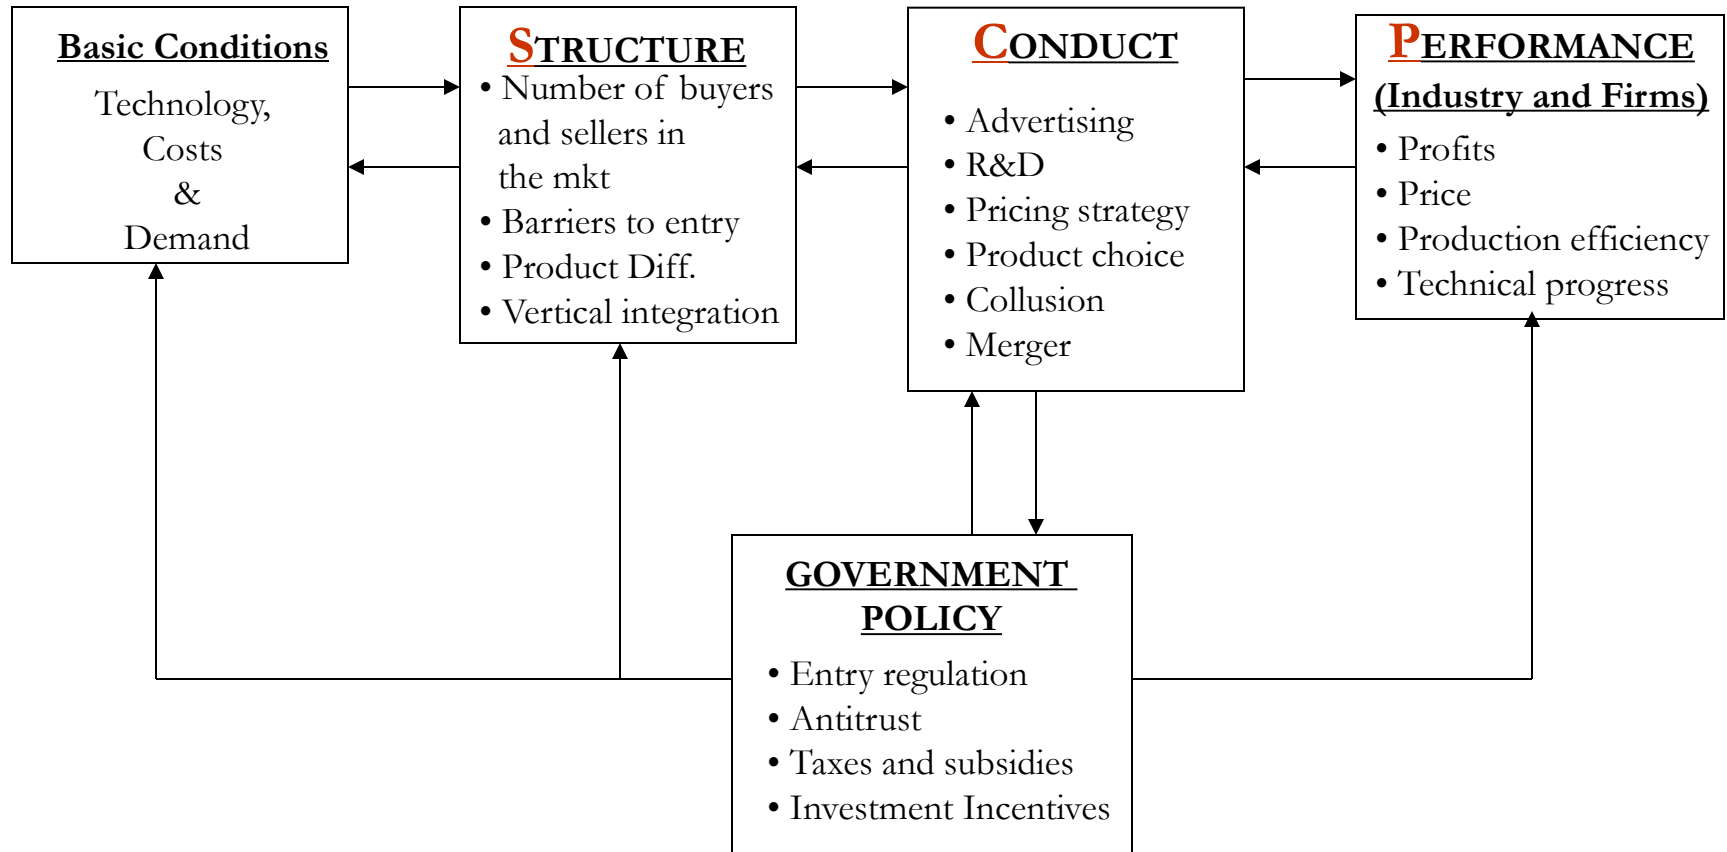 Basic Conditions
Technology,
Costs
&
Demand
STRUCTURE
• Number of buyers
and sellers in
the mkt
• Barriers to entry
• Product Diff.
• Vertical integration
CONDUCT
• Advertising
• R&D
• Pricing strategy
• Product choice
• Collusion
• Merger
PERFORMANCE
(Industry and Firms)
• Profits
• Price
• Production efficiency
• Technical progress
GOVERNMENT
POLICY
• Entry regulation
• Antitrust
• Taxes and subsidies
• Investment Incentives